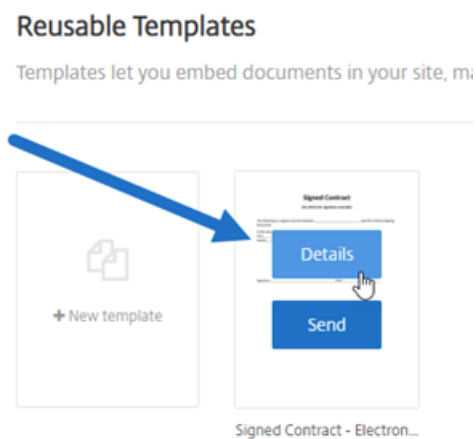 Reusable Templates
Templates let you embed documents in your site, ma
Signed Contract
Details
+ New template
Send
Signed Contract - Electron...